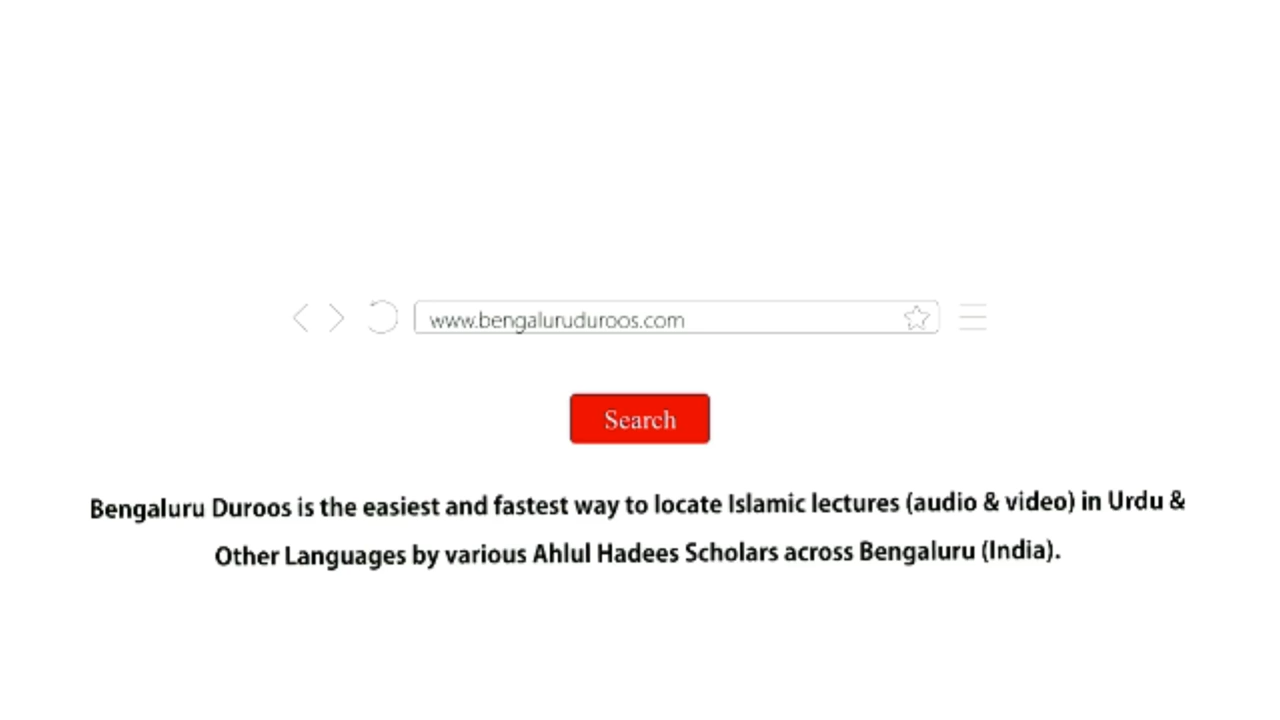 www.bengaluruduroos.com
Search
Bengaluru Duroos is the easiest and fastest way to locate Islamic lectures (audio & video) in Urdu &
Other Languages by various Ahlul Hadees Scholars across Bengaluru (India).